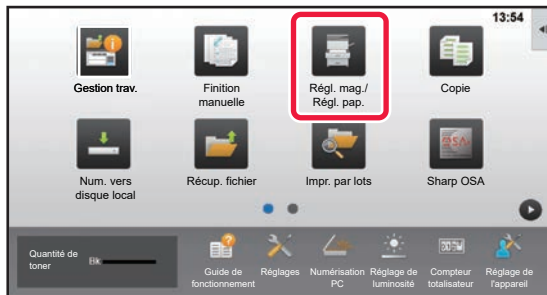 13:54
Gestion trav.
Finition
manuelle
Régl. mag./
Régl. pap.
Copie
Num. vers
disque local
Récup. fichier
Impr. par lots
OSA
Sharp OSA
Quantité de
toner
Bk
Guide de
fonctionnement
Réglages
Numérisation
PC
Réglage de
luminosité
Compteur
totalisateur
Réglage de
l'appareil